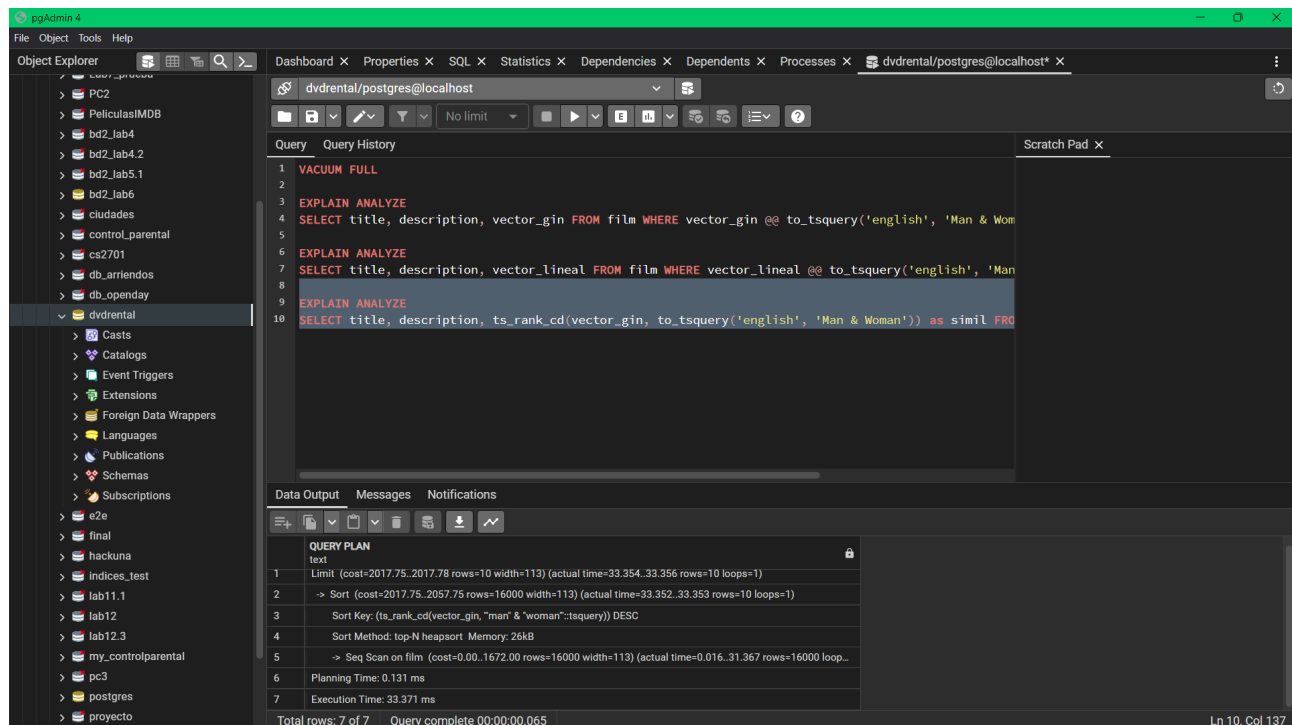 pgAdmin 4
File Object Tools Help
Object Explorer
Dashboard Properties SQL Statistics Dependencies Dependents Processes dvdrental/postgres@localhost*
PC2
PeliculasIMDB
bd2_lab4
bd2_lab4.2
bd2_lab5.1
bd2_lab6
ciudades
control_parental
cs2701
db_arriendos
db_openday
dvdrental
Casts
Catalogs
Event Triggers
Extensions
Foreign Data Wrappers
Languages
Publications
Schemas
Subscriptions
e2e
final
hackuna
indices_test
lab11.1
lab12
lab12.3
my_controlparental
pc3
postgres
proyecto
dvdrental/postgres@localhost
No limit
Query Query History
Scratch Pad
1 VACUUM FULL
2
3 EXPLAIN ANALYZE
4 SELECT title, description, vector_gin FROM film WHERE vector_gin @@ to_tsquery('english', 'Man & Wom
5
6 EXPLAIN ANALYZE
7 SELECT title, description, vector_lineal FROM film WHERE vector_lineal @@ to_tsquery('english', 'Man
8
9 EXPLAIN ANALYZE
10 SELECT title, description, ts_rank_cd(vector_gin, to_tsquery('english', 'Man & Woman')) as simil FRO
Data Output Messages Notifications
QUERY PLAN
text
1 Limit (cost=2017.75..2017.78 rows=10 width=113) (actual time=33.354..33.356 rows=10 loops=1)
2 -> Sort (cost=2017.75..2057.75 rows=16000 width=113) (actual time=33.352..33.353 rows=10 loops=1)
3 Sort Key: (ts_rank_cd(vector_gin, '''man'' & ''woman'''::tsquery)) DESC
4 Sort Method: top-N heapsort Memory: 26kB
5 -> Seq Scan on film (cost=0.00..1672.00 rows=16000 width=113) (actual time=0.016..31.367 rows=16000 loop...
6 Planning Time: 0.131 ms
7 Execution Time: 33.371 ms
Total rows: 7 of 7 Query complete 00:00:00.065
Ln 10, Col 137